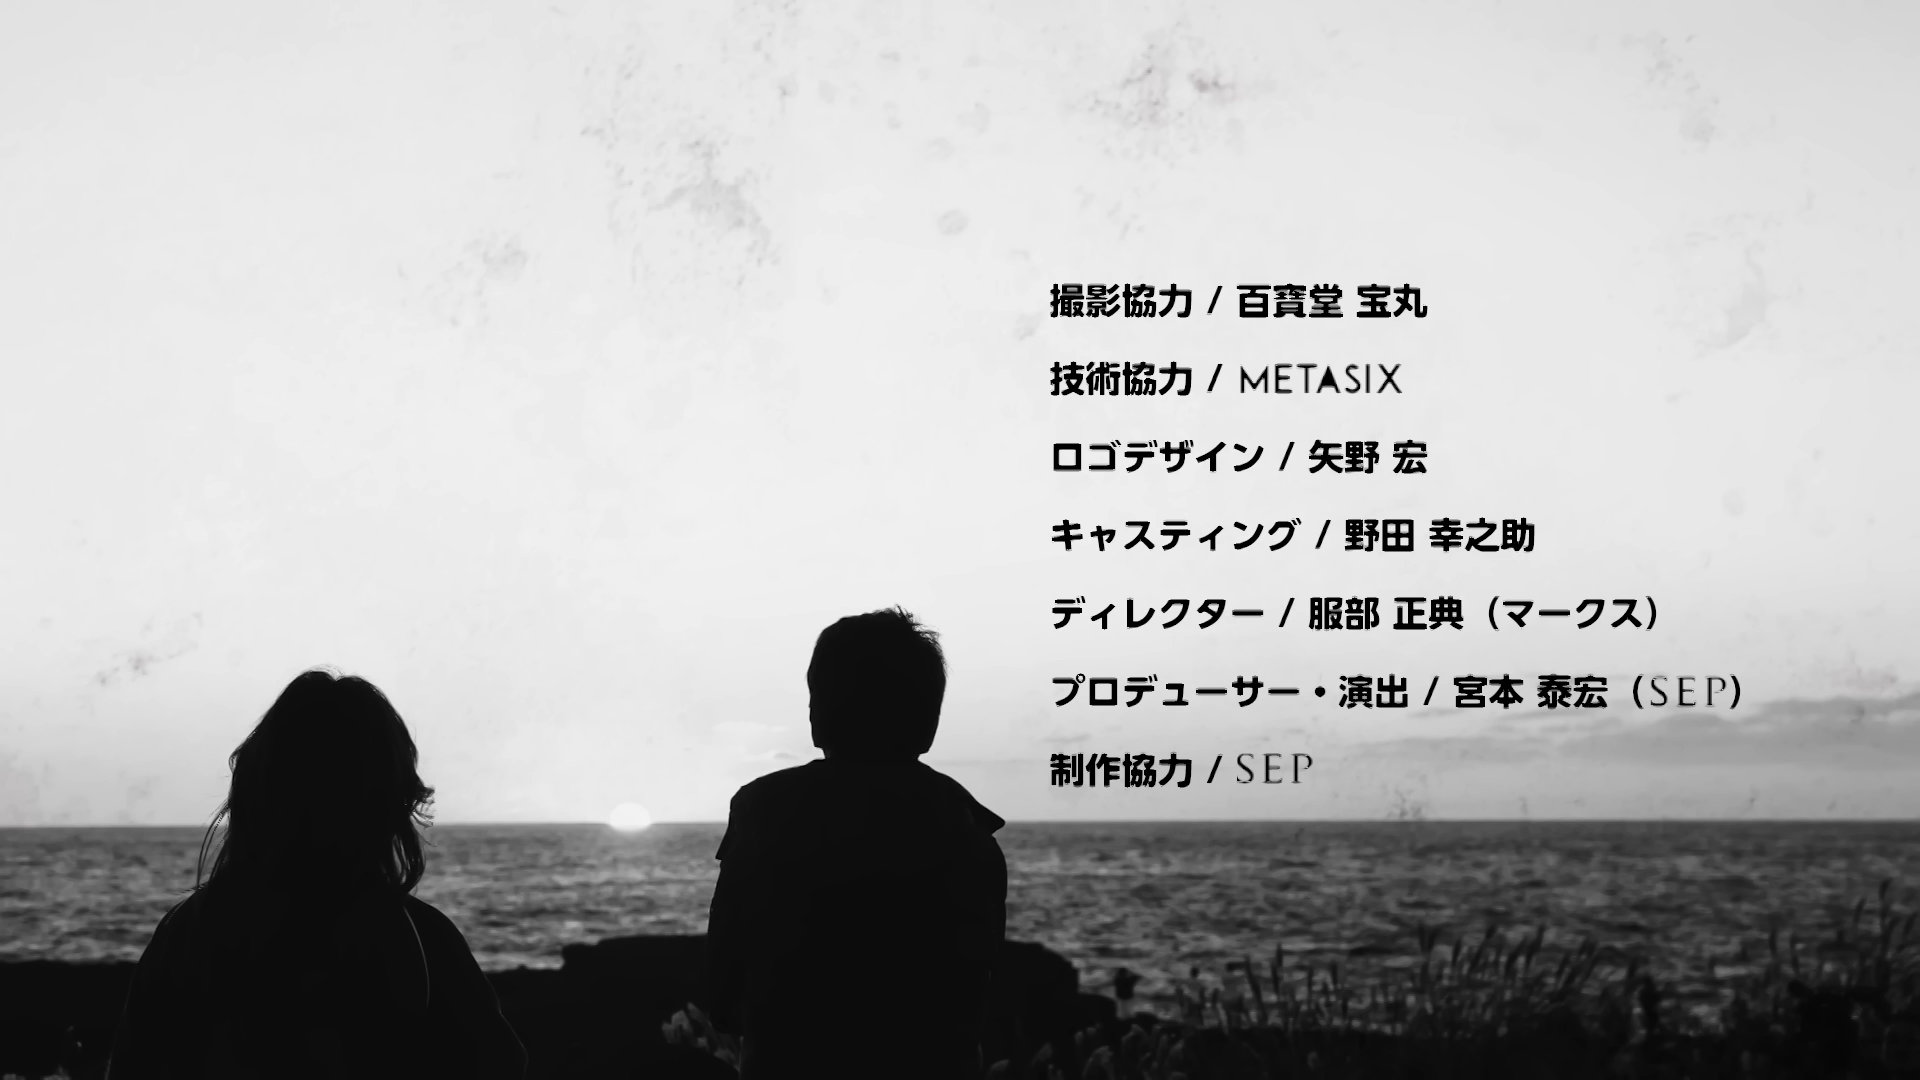 撮影協力 / 百寳堂 宝丸
技術協力 / METASIX
ロゴデザイン / 矢野 宏
キャスティング / 野田 幸之助
ディレクター / 服部 正典（マークス）
プロデューサー・演出 / 宮本 泰宏（SEP）
制作協力 / SEP